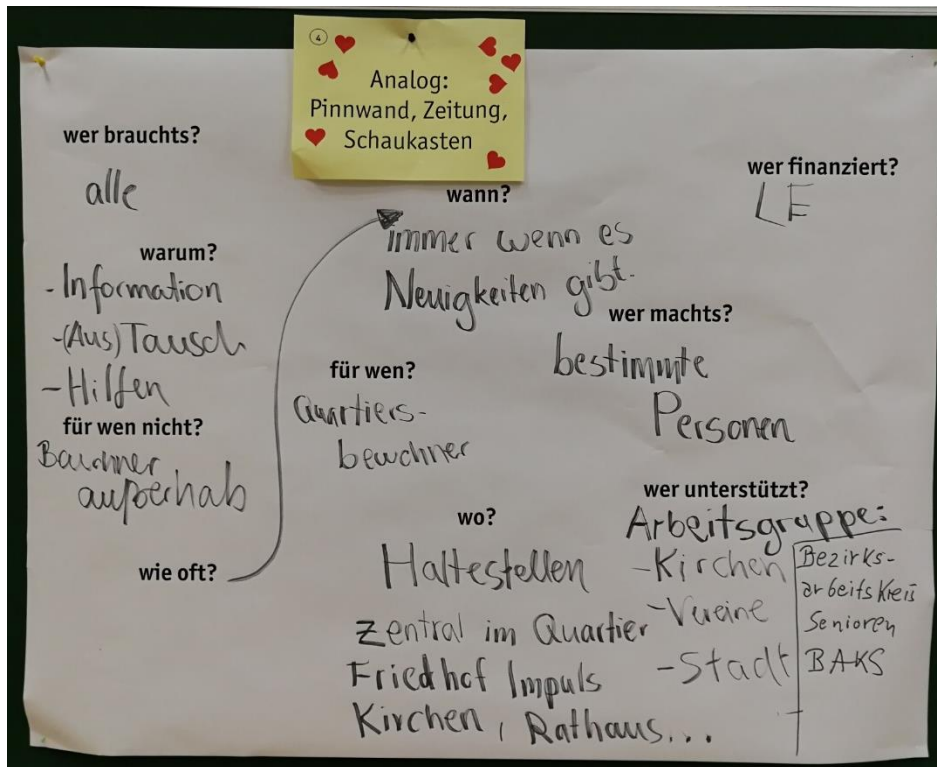 4
Analog:
Pinnwand, Zeitung,
Schaukasten
wer brauchts?
alle
warum?
- Information
- (Aus) Tausch
- Hilfen
für wen nicht?
außerhab
wie oft?
wann?
immer wenn es
Neuigkeiten gibt.
für wen?
Quartiers-
bewohner
wo?
Haltestellen
zentral im Quartier
Friedhof Impuls
Kirchen, Rathaus...
wer finanziert?
LE
wer machts?
bestimmte
Personen
wer unterstützt?
Arbeitsgruppe:
- Kirchen
- Vereine
- Stadt
Bezirks-
arbeitskreis
Senioren
BAKS